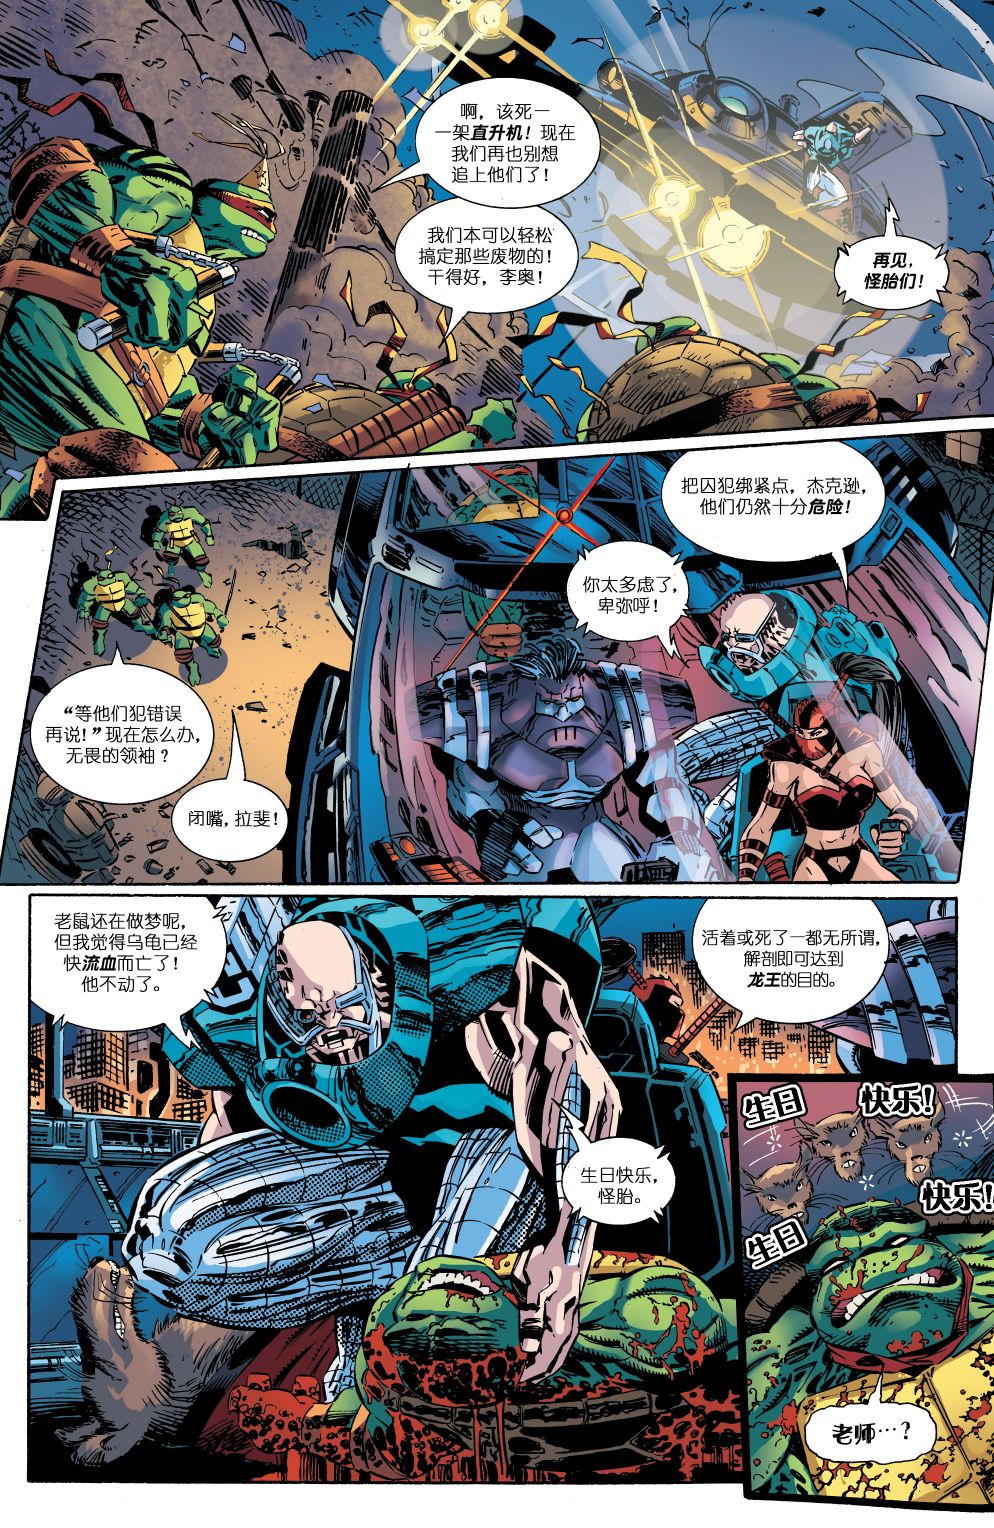 啊，该死一
一架直升机！现在
我们再也别想
追上他们了！
我们本可以轻松
搞定那些废物的！
干得好，李奥！
再见，
怪胎们！
把囚犯绑紧点，杰克逊，
他们仍然十分危险！
你太多虑了，
卑弥呼！
“等他们犯错误
再说！”现在怎么办，
无畏的领袖？
闭嘴，拉斐！
老鼠还在做梦呢，
但我觉得乌龟已经
快流血而亡了！
他不动了。
活着或死了一都无所谓，
解剖即可达到
龙王的目的。
生日快乐，
怪胎。
生日
快乐！
生日
快乐！
老师…？